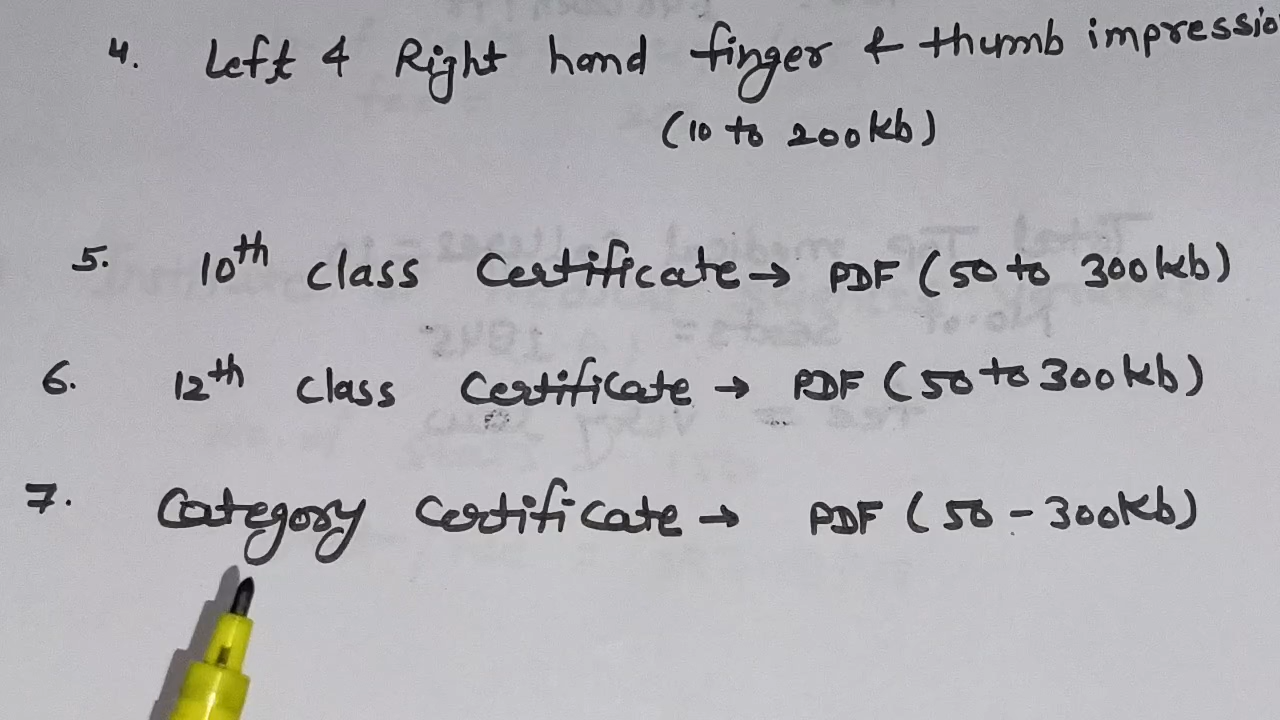 4. Left & Right hand finger & thumb impressio
(10 to 200kb)
5. 10th class Certificate → PDF (50 to 300kb)
6. 12th class Certificate → PDF (50 to 300kb)
7. Category Certificate → PDF (50 - 300Kb)